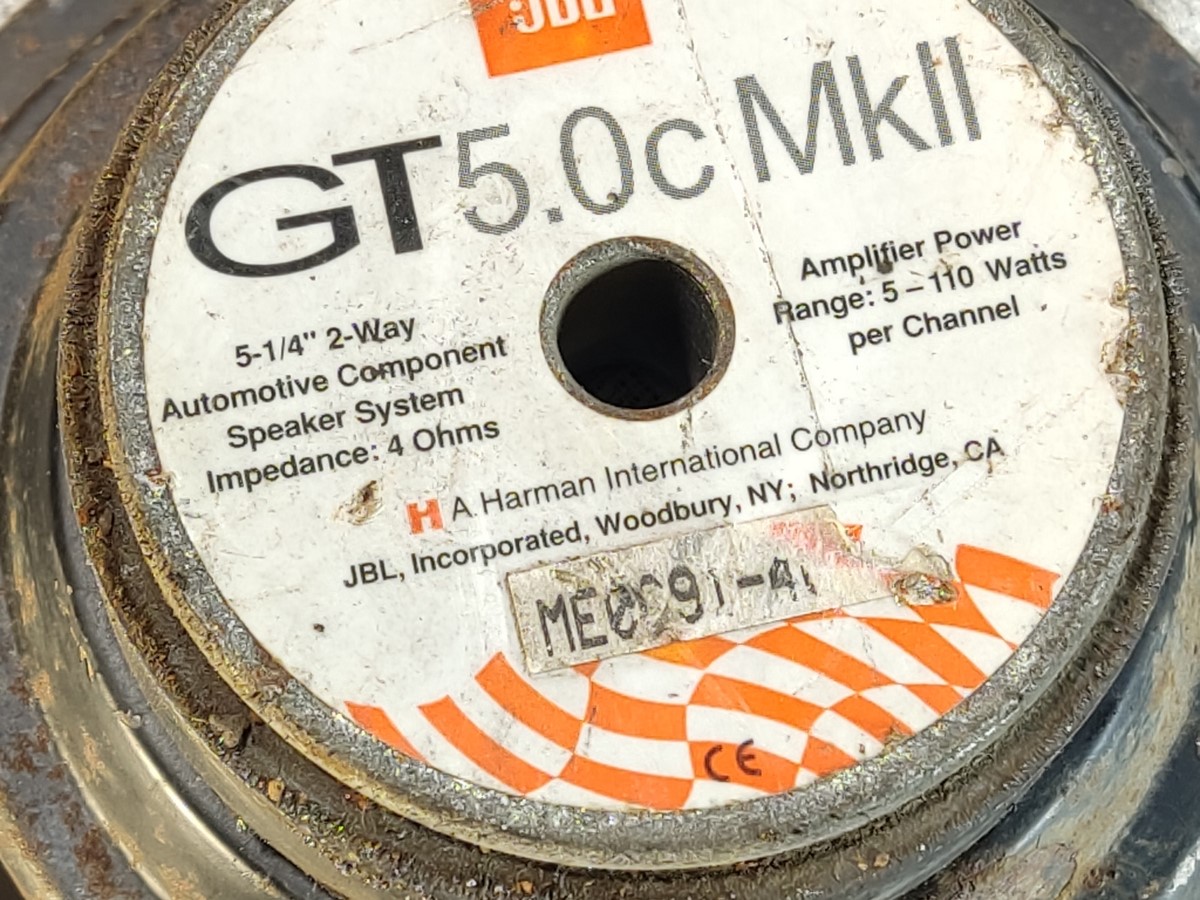 JBL
GT5.0c MkII
5-1/4" 2-Way
Automotive Component
Speaker System
Impedance: 4 Ohms
Amplifier Power
Range: 5 – 110 Watts
per Channel
H A Harman International Company
JBL, Incorporated, Woodbury, NY; Northridge, CA
CE